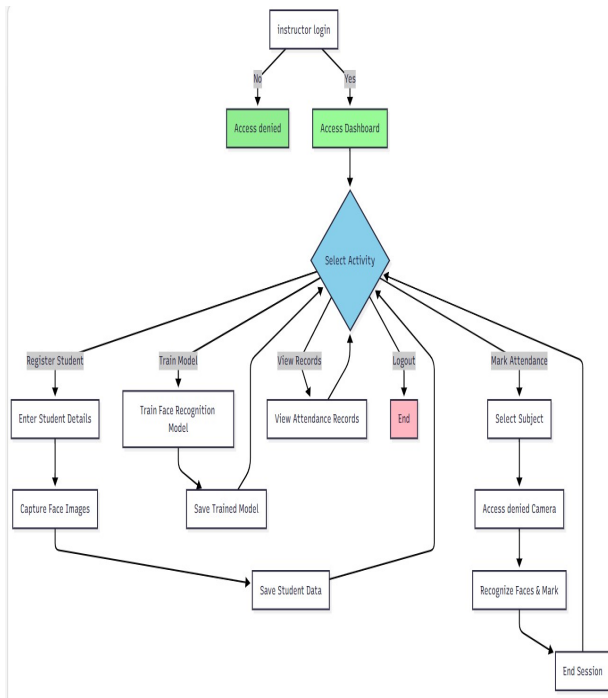 instructor login
No
Yes
Access denied
Access Dashboard
Select Activity
Register Student
Train Model
View Records
Logout
Mark Attendance
Enter Student Details
Train Face Recognition
Model
View Attendance Records
End
Select Subject
Capture Face Images
Save Trained Model
Access denied Camera
Save Student Data
Recognize Faces & Mark
End Session